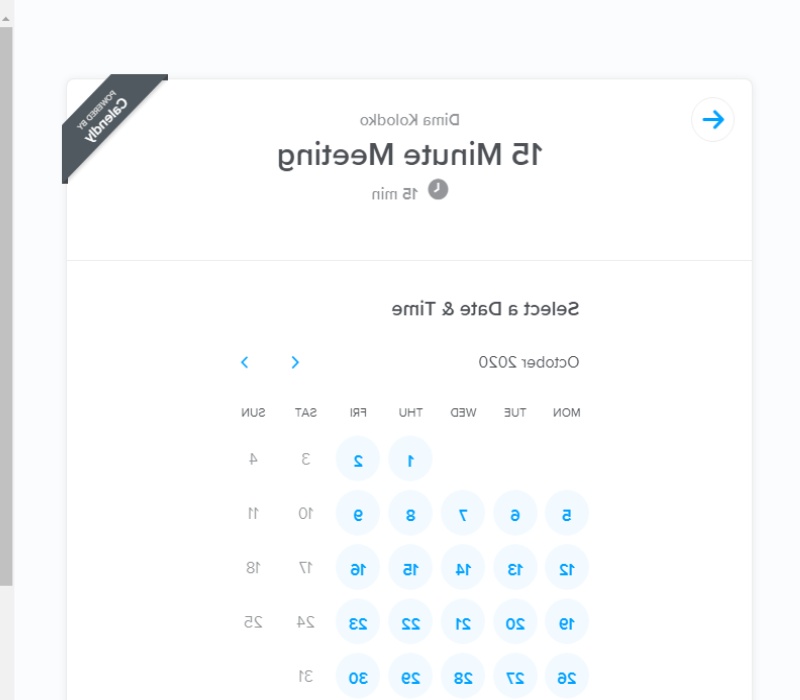 POWERED BY
Calendly
Dima Kolodko
15 Minute Meeting
15 min
Select a Date & Time
October 2020
MON TUE WED THU FRI SAT SUN
1 2 3 4
5 6 7 8 9 10 11
12 13 14 15 16 17 18
19 20 21 22 23 24 25
26 27 28 29 30 31